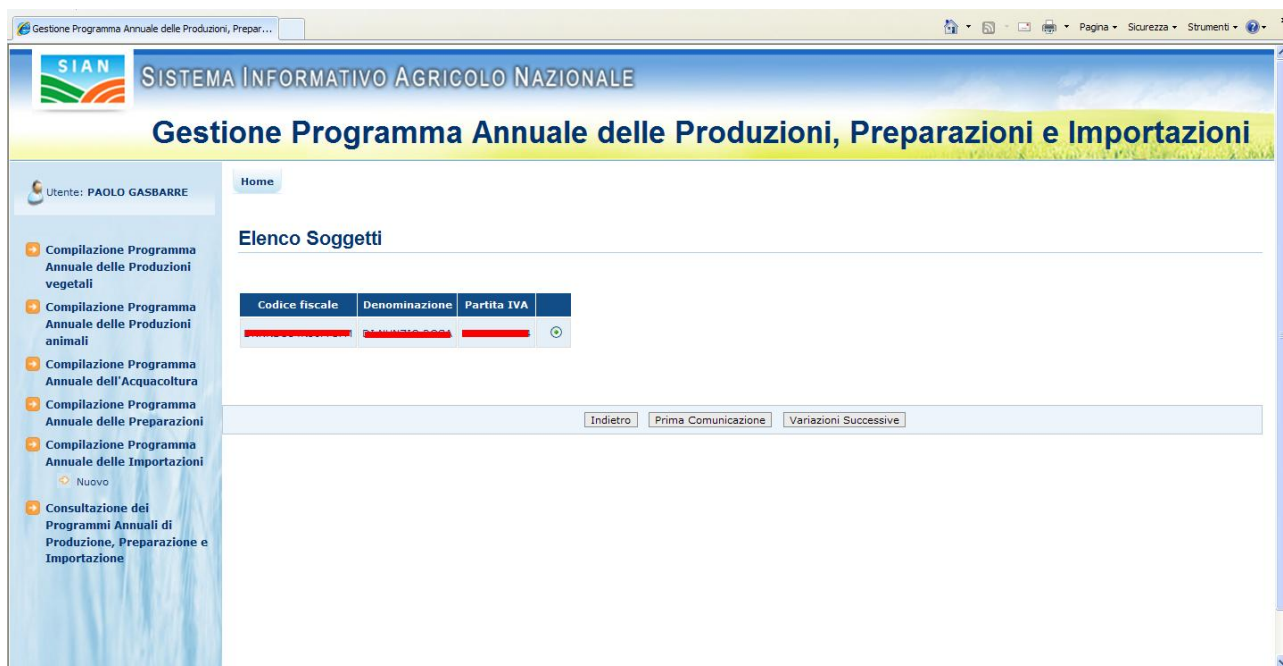 Gestione Programma Annuale delle Produzioni, Prepar...
Pagina
Sicurezza
Strumenti
SIAN
SISTEMA INFORMATIVO AGRICOLO NAZIONALE
Gestione Programma Annuale delle Produzioni, Preparazioni e Importazioni
Utente: PAOLO GASBARRE
Home
Compilazione Programma
Annuale delle Produzioni
vegetali
Compilazione Programma
Annuale delle Produzioni
animali
Compilazione Programma
Annuale dell'Acquacoltura
Compilazione Programma
Annuale delle Preparazioni
Compilazione Programma
Annuale delle Importazioni
Nuovo
Consultazione dei
Programmi Annuali di
Produzione, Preparazione e
Importazione
Elenco Soggetti
Codice fiscale Denominazione Partita IVA
Indietro Prima Comunicazione Variazioni Successive